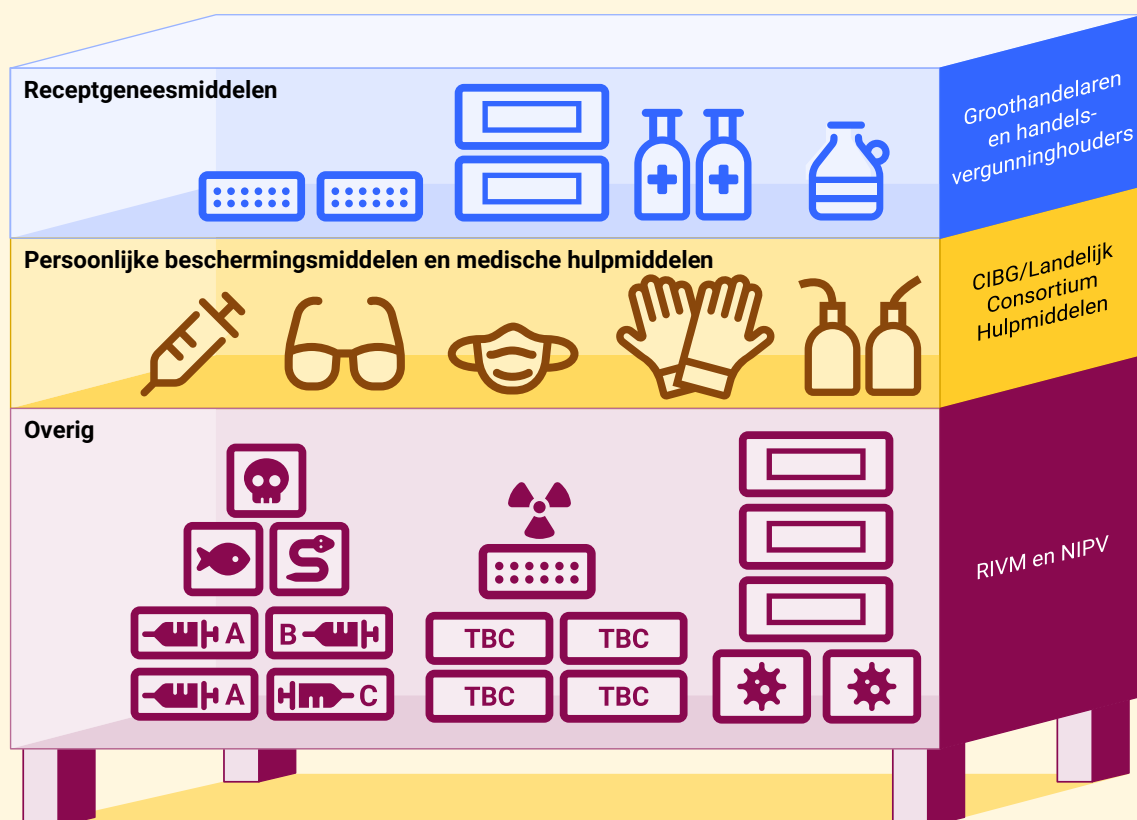 Receptgeneesmiddelen
Groothandelaren
en handels-
vergunninghouders
Persoonlijke beschermingsmiddelen en medische hulpmiddelen
CIBG/Landelijk
Consortium
Hulpmiddelen
Overig
RIVM en NIPV
A
B
TBC
TBC
A
C
TBC
TBC